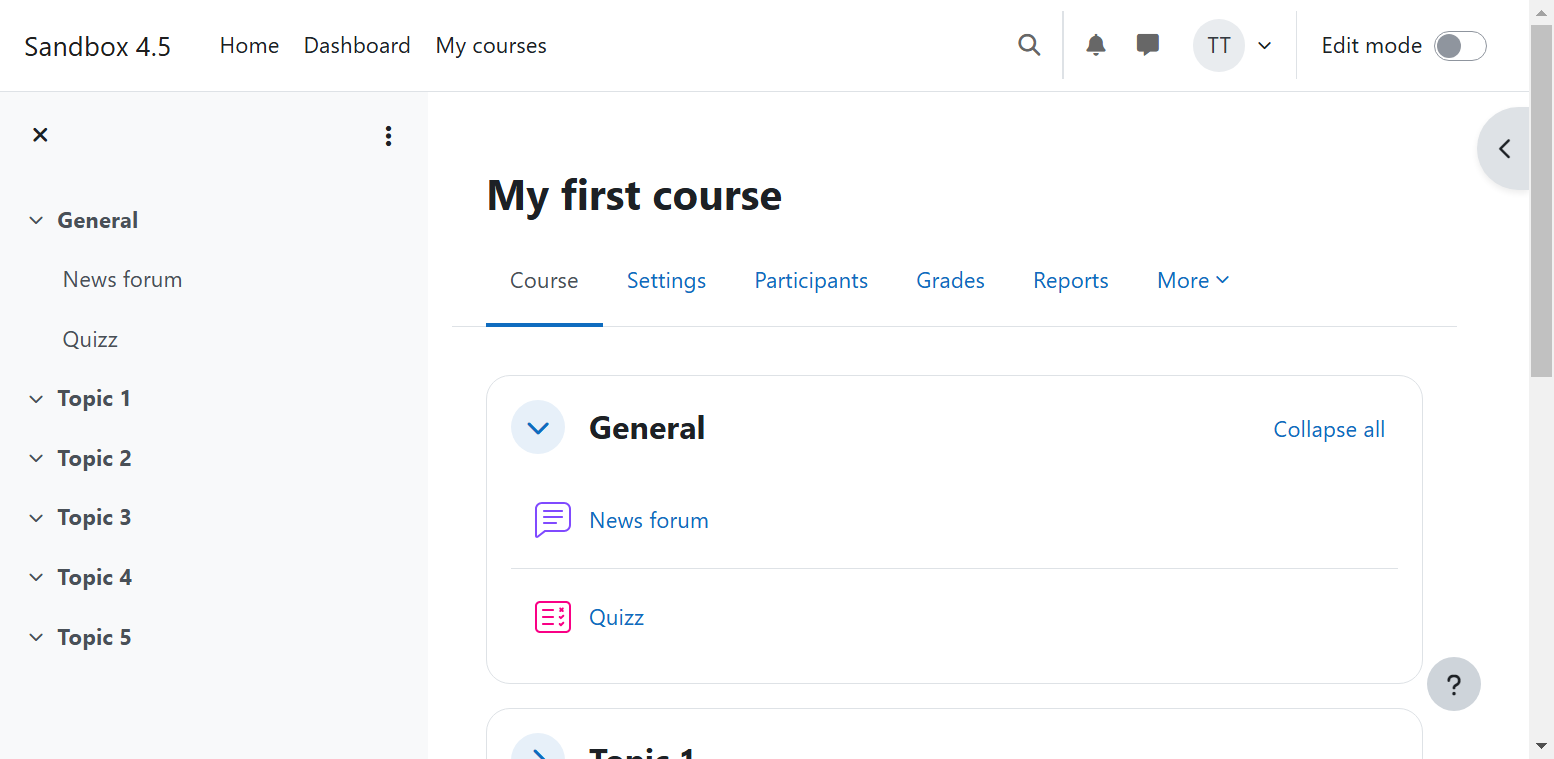 Sandbox 4.5 Home Dashboard My courses TT Edit mode
General
News forum
Quizz
Topic 1
Topic 2
Topic 3
Topic 4
Topic 5
My first course
Course Settings Participants Grades Reports More
General Collapse all
News forum
Quizz
?
Topic 1